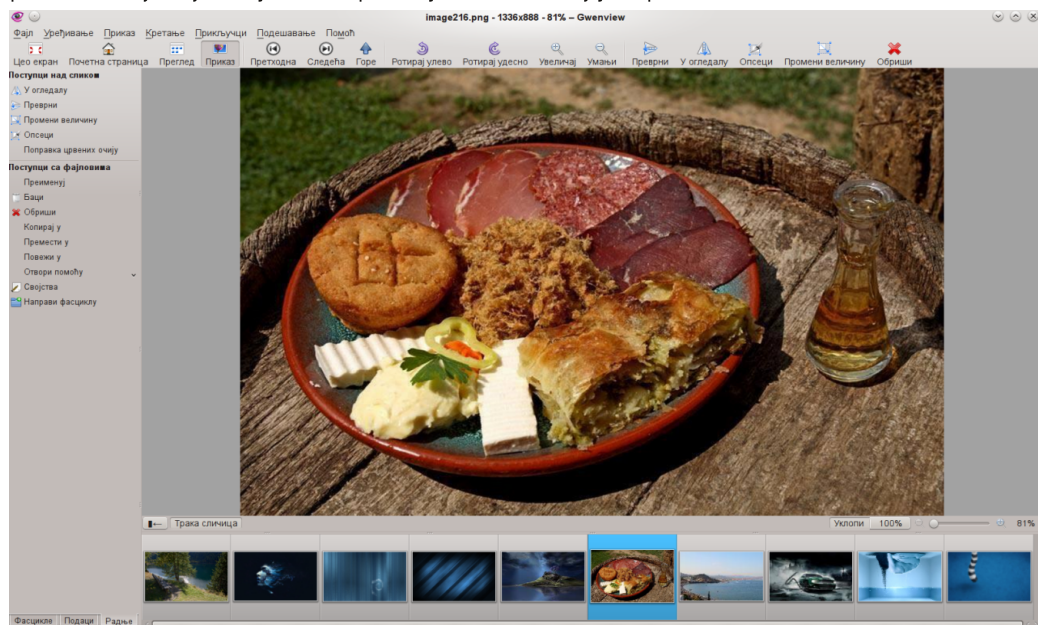 image216.png - 1336x888 - 81% – Gwenview
Фајл Уређивање Приказ Кретање Прикључци Подешавање Помоћ
Цео екран Почетна страница Преглед Приказ Претходна Следећа Горе Ротирај улево Ротирај удесно Увеличај Умањи Преврни У огледалу Опсеци Промени величину Обриши
Поступци над сликом
У огледалу
Преврни
Промени величину
Опсеци
Поправка црвених очију
Поступци са фајловима
Преименуј
Баци
Обриши
Копирај у
Премести у
Повежи у
Отвори помоћу
Својства
Направи фасциклу
Трака сличица Уклопи 100% 81%
Фасцикле Подаци Радње